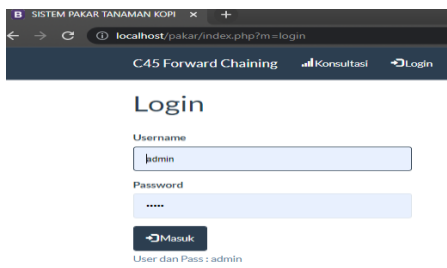 B SISTEM PAKAR TANAMAN KOPI
localhost/pakar/index.php?m=login
C45 Forward Chaining Konsultasi Login
Login
Username
admin
Password
•••••
Masuk
User dan Pass : admin